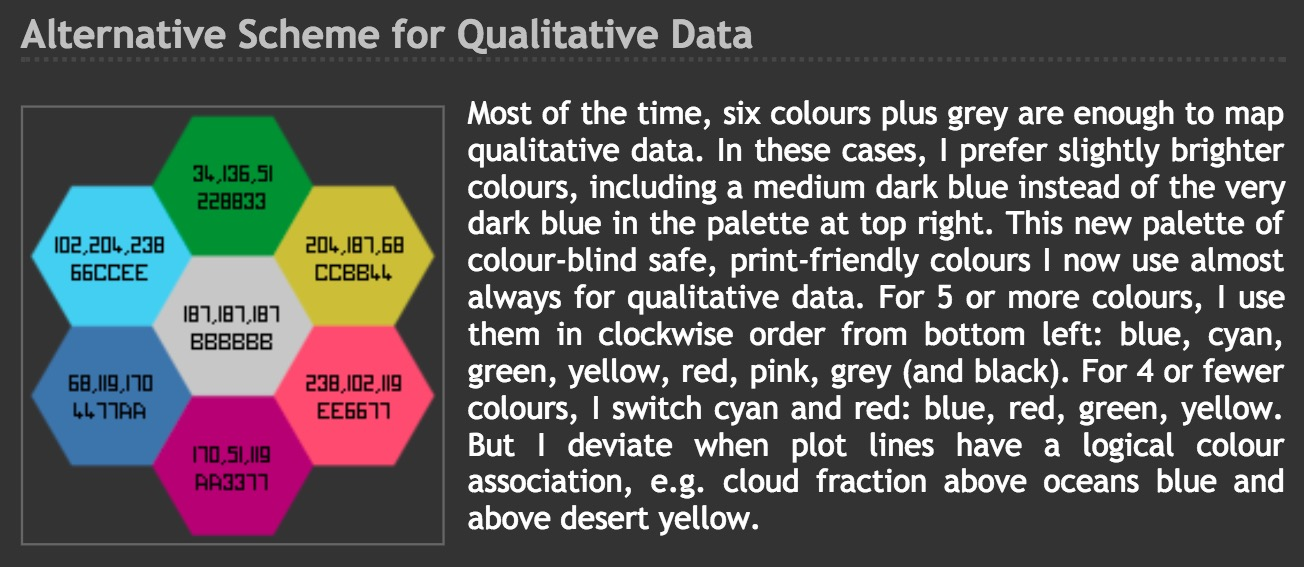 Alternative Scheme for Qualitative Data
34,136,51
228833
102,204,238
66CCEE
204,187,68
CCBB44
187,187,187
BBBBBB
68,119,170
4477AA
238,102,119
EE6677
170,51,119
AA3377
Most of the time, six colours plus grey are enough to map
qualitative data. In these cases, I prefer slightly brighter
colours, including a medium dark blue instead of the very
dark blue in the palette at top right. This new palette of
colour-blind safe, print-friendly colours I now use almost
always for qualitative data. For 5 or more colours, I use
them in clockwise order from bottom left: blue, cyan,
green, yellow, red, pink, grey (and black). For 4 or fewer
colours, I switch cyan and red: blue, red, green, yellow.
But I deviate when plot lines have a logical colour
association, e.g. cloud fraction above oceans blue and
above desert yellow.